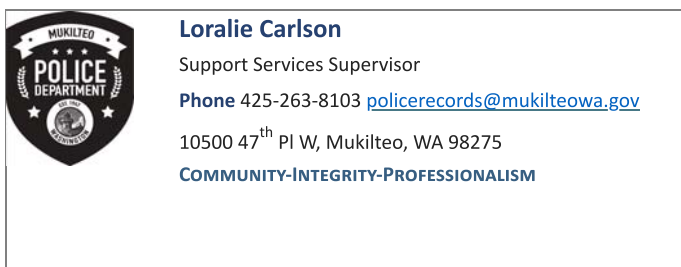 MUKILTEO
POLICE
DEPARTMENT
EST. 1947
WASHINGTON
Loralie Carlson
Support Services Supervisor
Phone 425-263-8103 policerecords@mukilteowa.gov
10500 47th Pl W, Mukilteo, WA 98275
COMMUNITY-INTEGRITY-PROFESSIONALISM